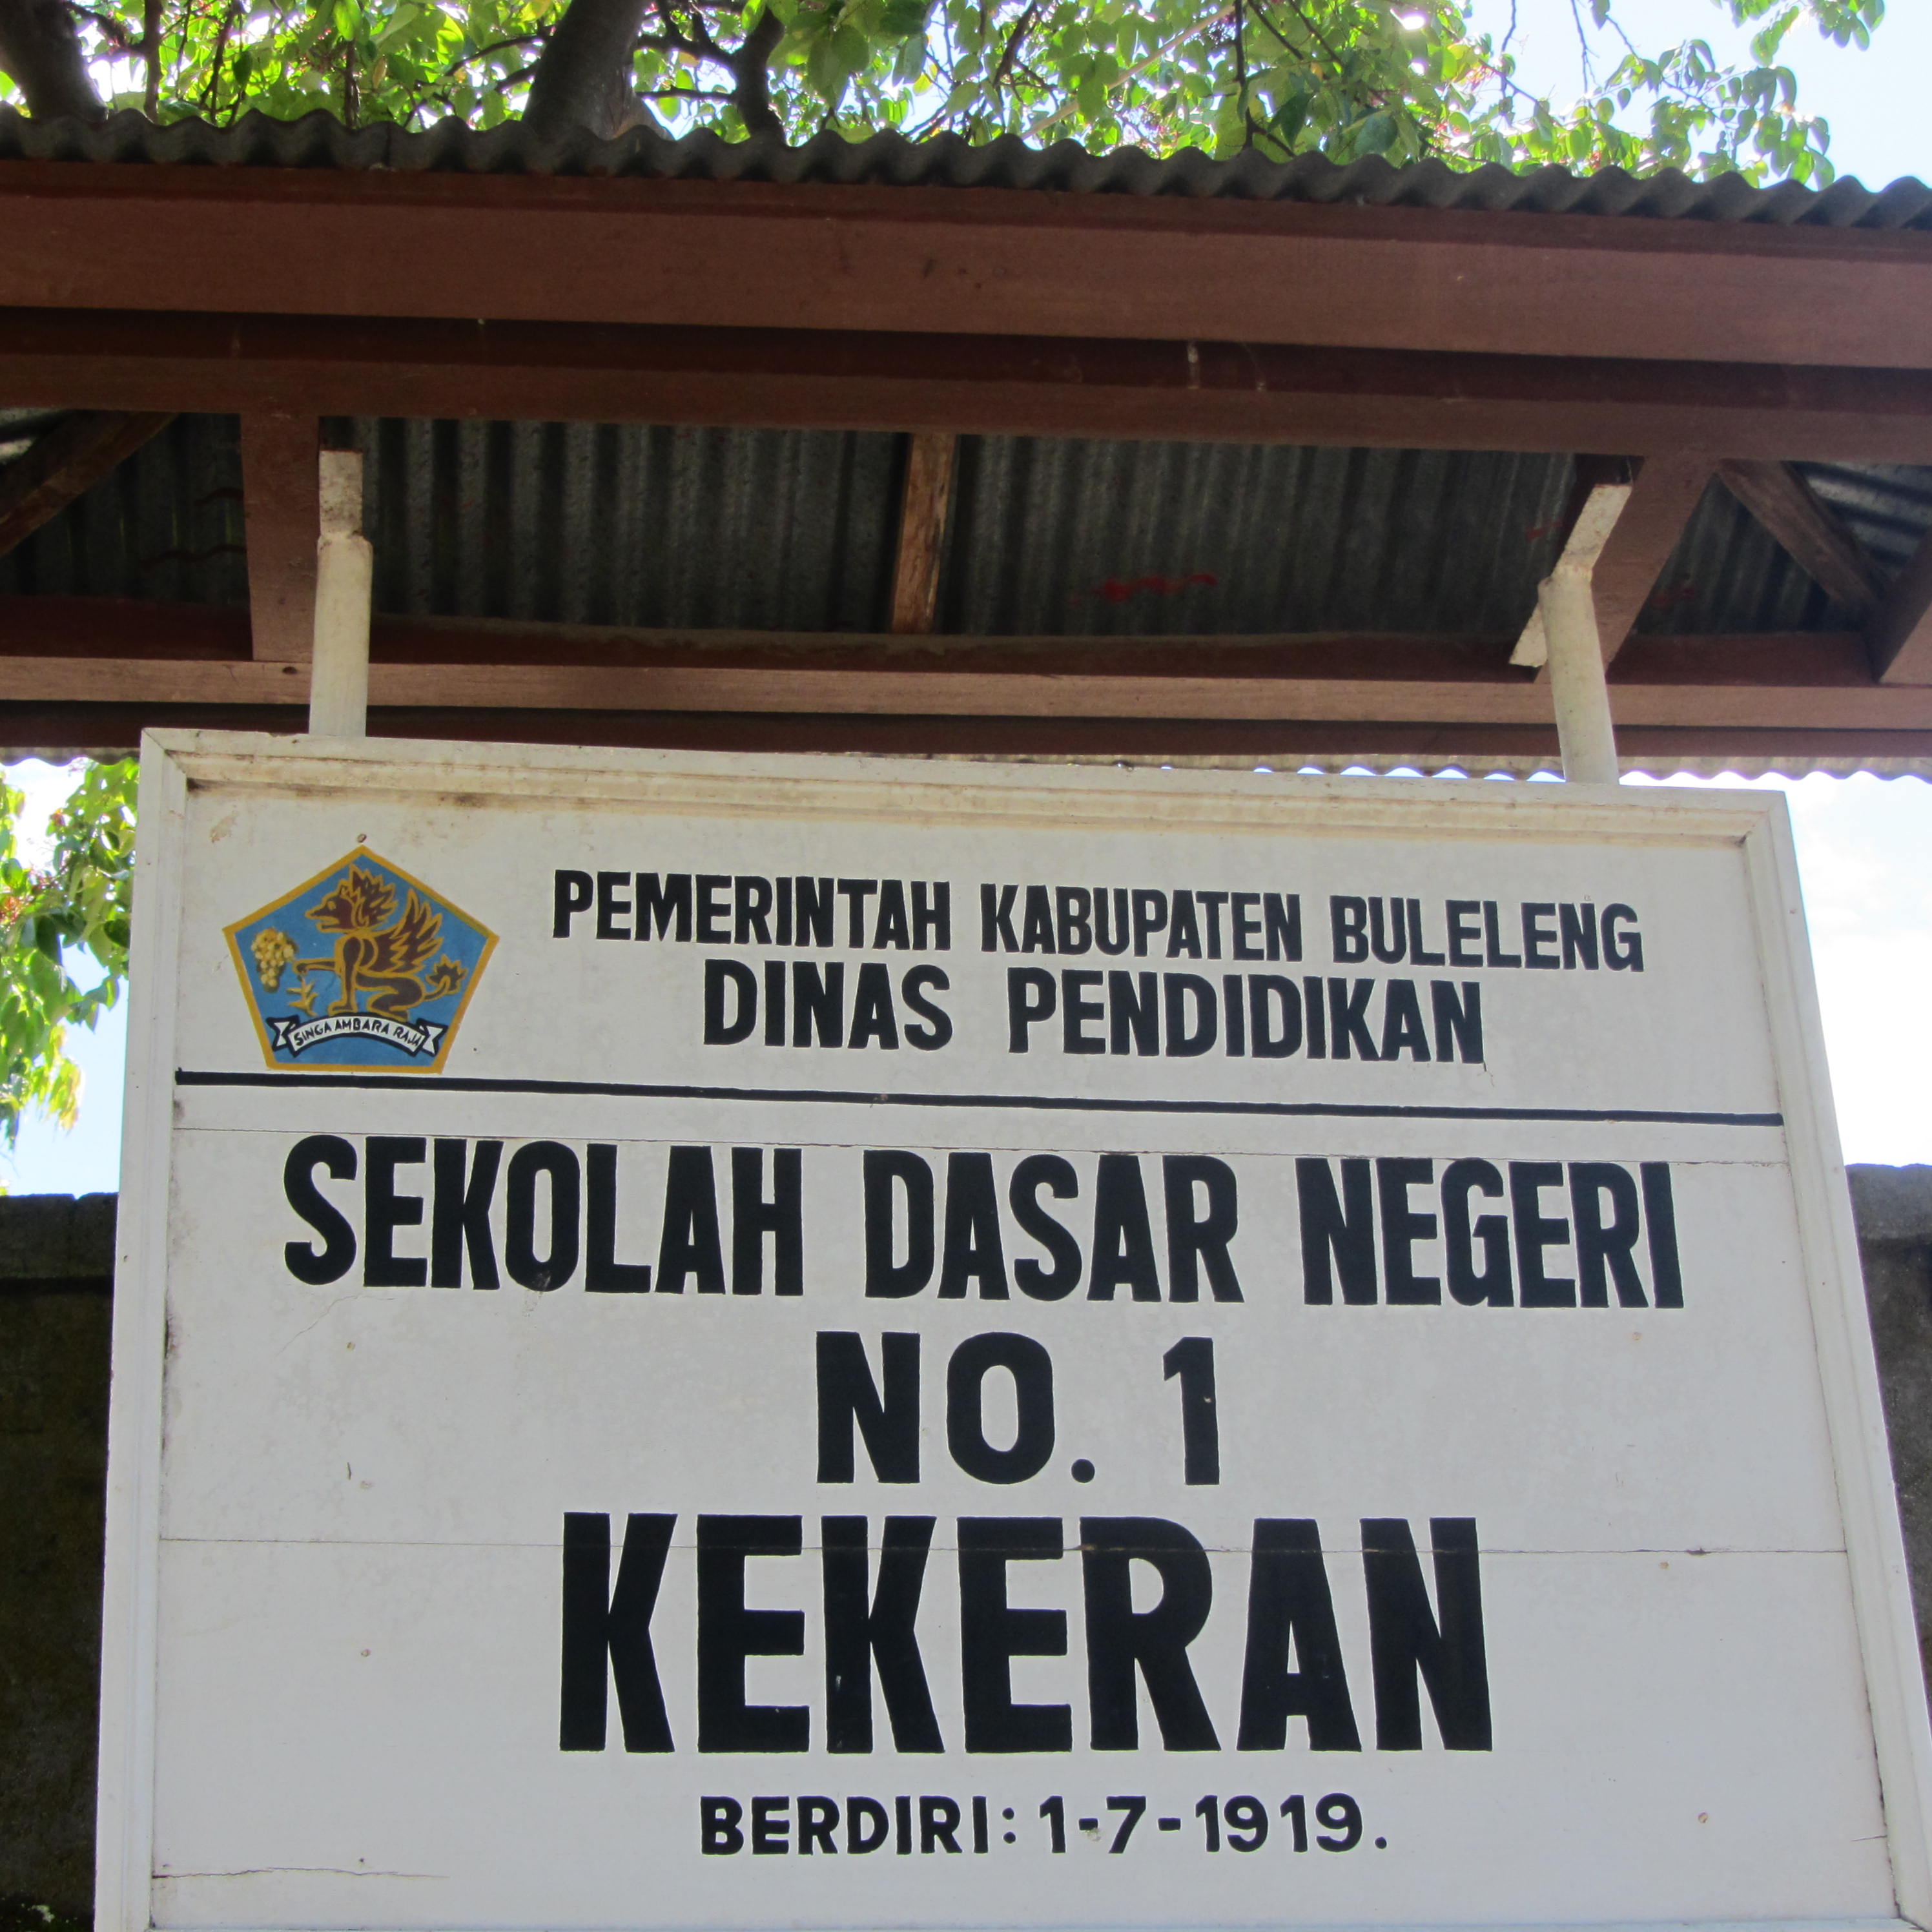 PEMERINTAH KABUPATEN BULELENG
DINAS PENDIDIKAN
SINGA AMBARA RAJA
SEKOLAH DASAR NEGERI
NO. 1
KEKERAN
BERDIRI: 1-7-1919.